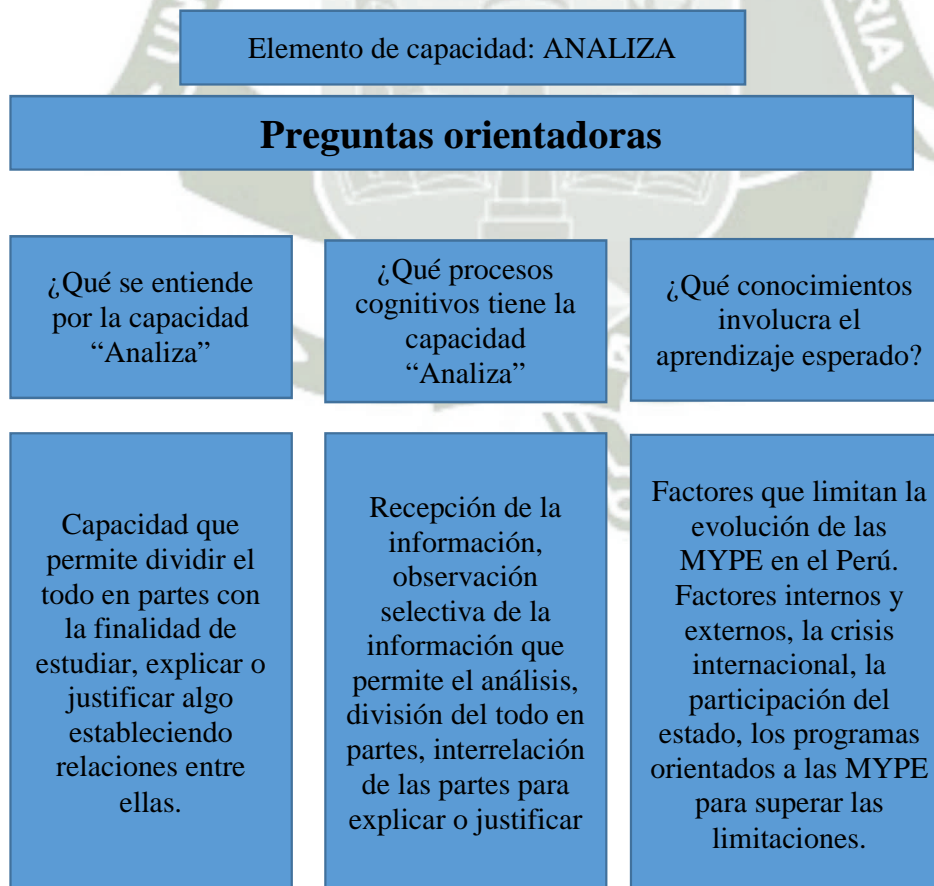 Elemento de capacidad: ANALIZA
Preguntas orientadoras
¿Qué se entiende
por la capacidad
“Analiza”
¿Qué procesos
cognitivos tiene la
capacidad
“Analiza”
¿Qué conocimientos
involucra el
aprendizaje esperado?
Capacidad que
permite dividir el
todo en partes con
la finalidad de
estudiar, explicar o
justificar algo
estableciendo
relaciones entre
ellas.
Recepción de la
información,
observación
selectiva de la
información que
permite el análisis,
división del todo en
partes, interrelación
de las partes para
explicar o justificar
Factores que limitan la
evolución de las
MYPE en el Perú.
Factores internos y
externos, la crisis
internacional, la
participación del
estado, los programas
orientados a las MYPE
para superar las
limitaciones.